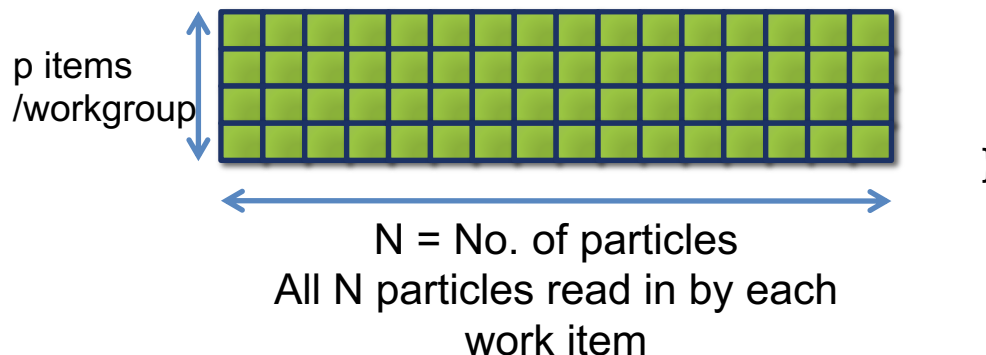 p items
/workgroup
N = No. of particles
All N particles read in by each
work item